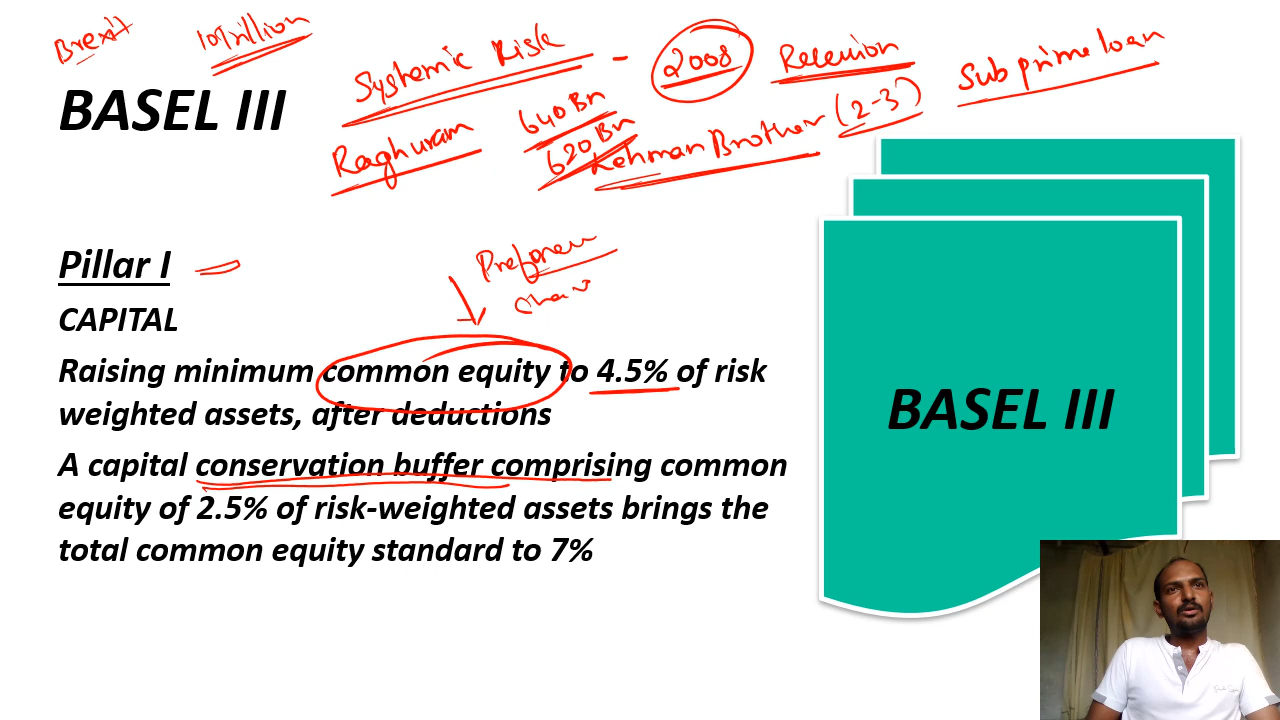 Brexit 10 trillion Systemic Risk - 2008 Recession Sub prime loan
BASEL III
Raghuram 640 Bn
620 Bn Lehman Brother (2-3)
Pillar I
CAPITAL
Raising minimum common equity to 4.5% of risk
weighted assets, after deductions
A capital conservation buffer comprising common
equity of 2.5% of risk-weighted assets brings the
total common equity standard to 7%
BASEL III